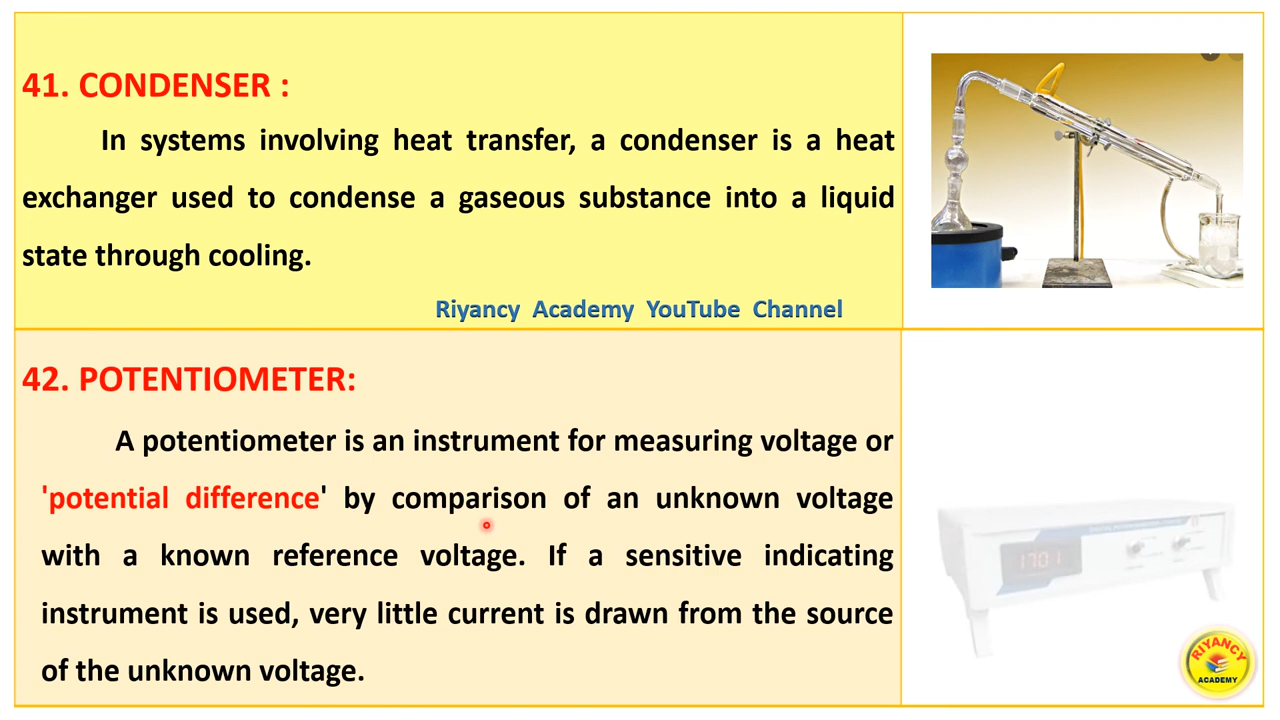 41. CONDENSER :
In systems involving heat transfer, a condenser is a heat
exchanger used to condense a gaseous substance into a liquid
state through cooling.
Riyancy Academy YouTube Channel
42. POTENTIOMETER:
A potentiometer is an instrument for measuring voltage or
'potential difference' by comparison of an unknown voltage
with a known reference voltage. If a sensitive indicating
instrument is used, very little current is drawn from the source
of the unknown voltage.
1701
RIYANCY
ACADEMY